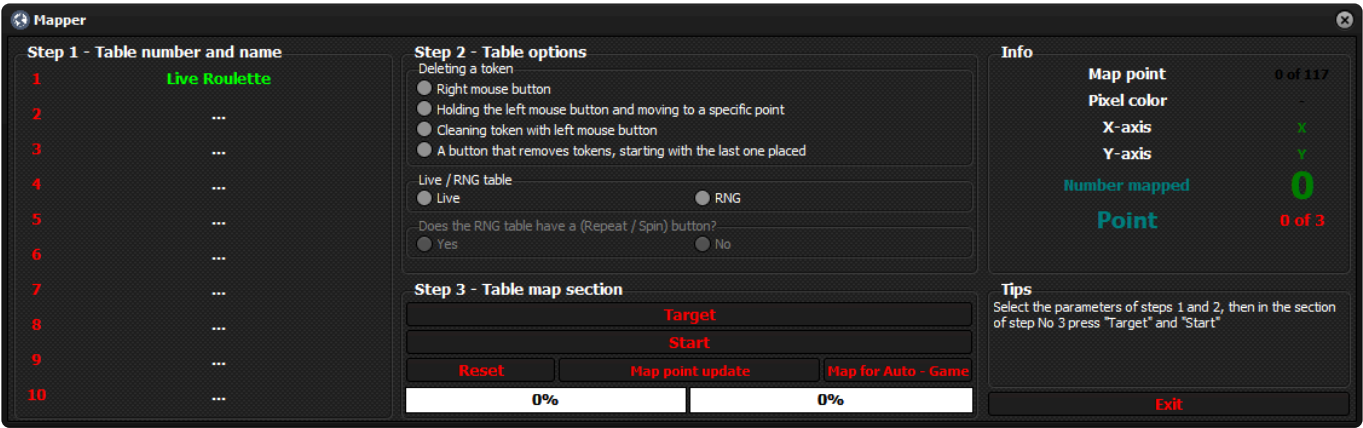 Mapper
Step 1 - Table number and name
1 Live Roulette
2 ...
3 ...
4 ...
5 ...
6 ...
7 ...
8 ...
9 ...
10 ...
Step 2 - Table options
Deleting a token
Right mouse button
Holding the left mouse button and moving to a specific point
Cleaning token with left mouse button
A button that removes tokens, starting with the last one placed
Live / RNG table
Live RNG
Does the RNG table have a (Repeat / Spin) button?
Yes No
Step 3 - Table map section
Target
Start
Reset Map point update Map for Auto - Game
0% 0%
Info
Map point 0 of 117
Pixel color -
X-axis X
Y-axis Y
Number mapped 0
Point 0 of 3
Tips
Select the parameters of steps 1 and 2, then in the section
of step No 3 press "Target" and "Start"
Exit